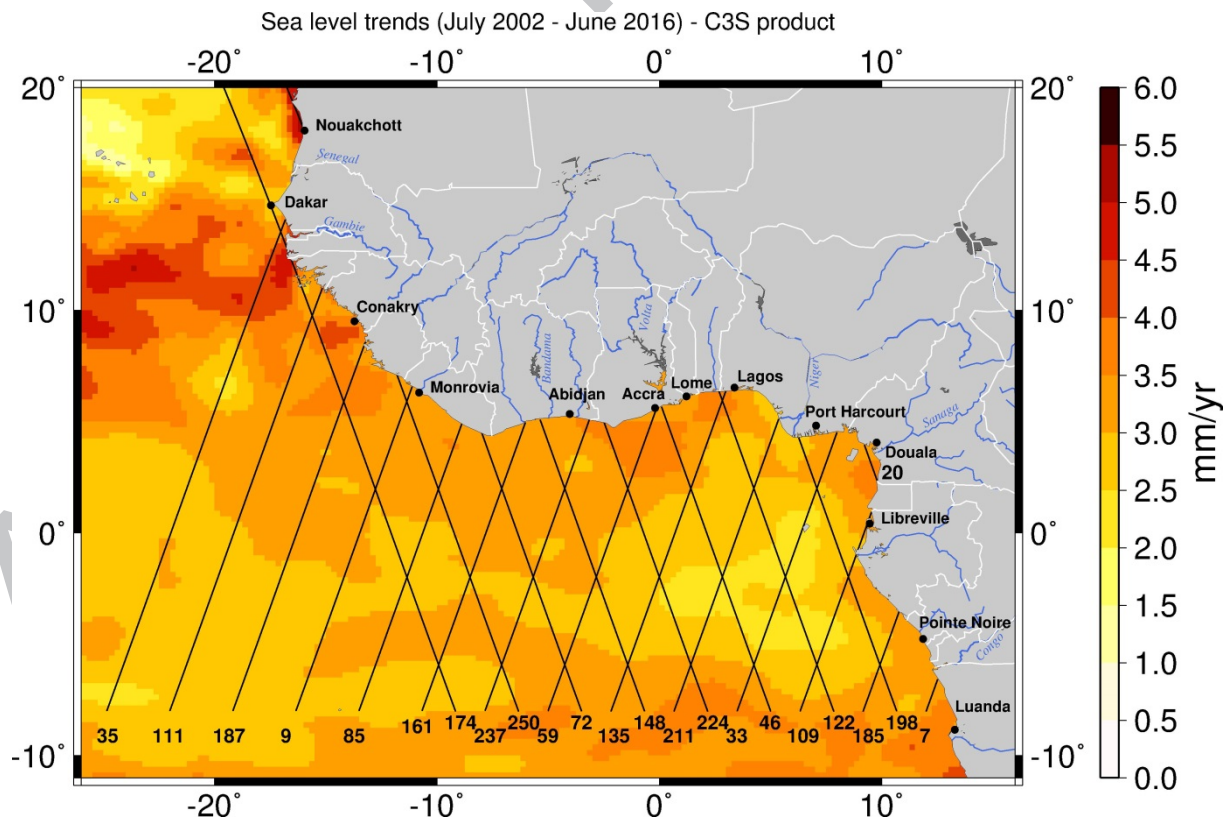 Sea level trends (July 2002 - June 2016) - C3S product
-20˚ -10˚ 0˚ 10˚
20˚ 20˚ 6.0
Nouakchott
Senegal 5.5
Dakar 5.0
Gambie
4.5
10˚ Conakry 10˚ 4.0
Volta
Monrovia Bandama Abidjan Accra Lome Lagos Niger 3.5
Port Harcourt Sanaga
Douala 3.0
20
Libreville 2.5
0˚ 0˚ 2.0
Pointe Noire 1.5
Congo
1.0
Luanda
161 174 250 72 148 224 46 122 198
35 111 187 9 85 237 59 135 211 33 109 185 7 0.5
-10˚ -10˚ 0.0
-20˚ -10˚ 0˚ 10˚
mm/yr